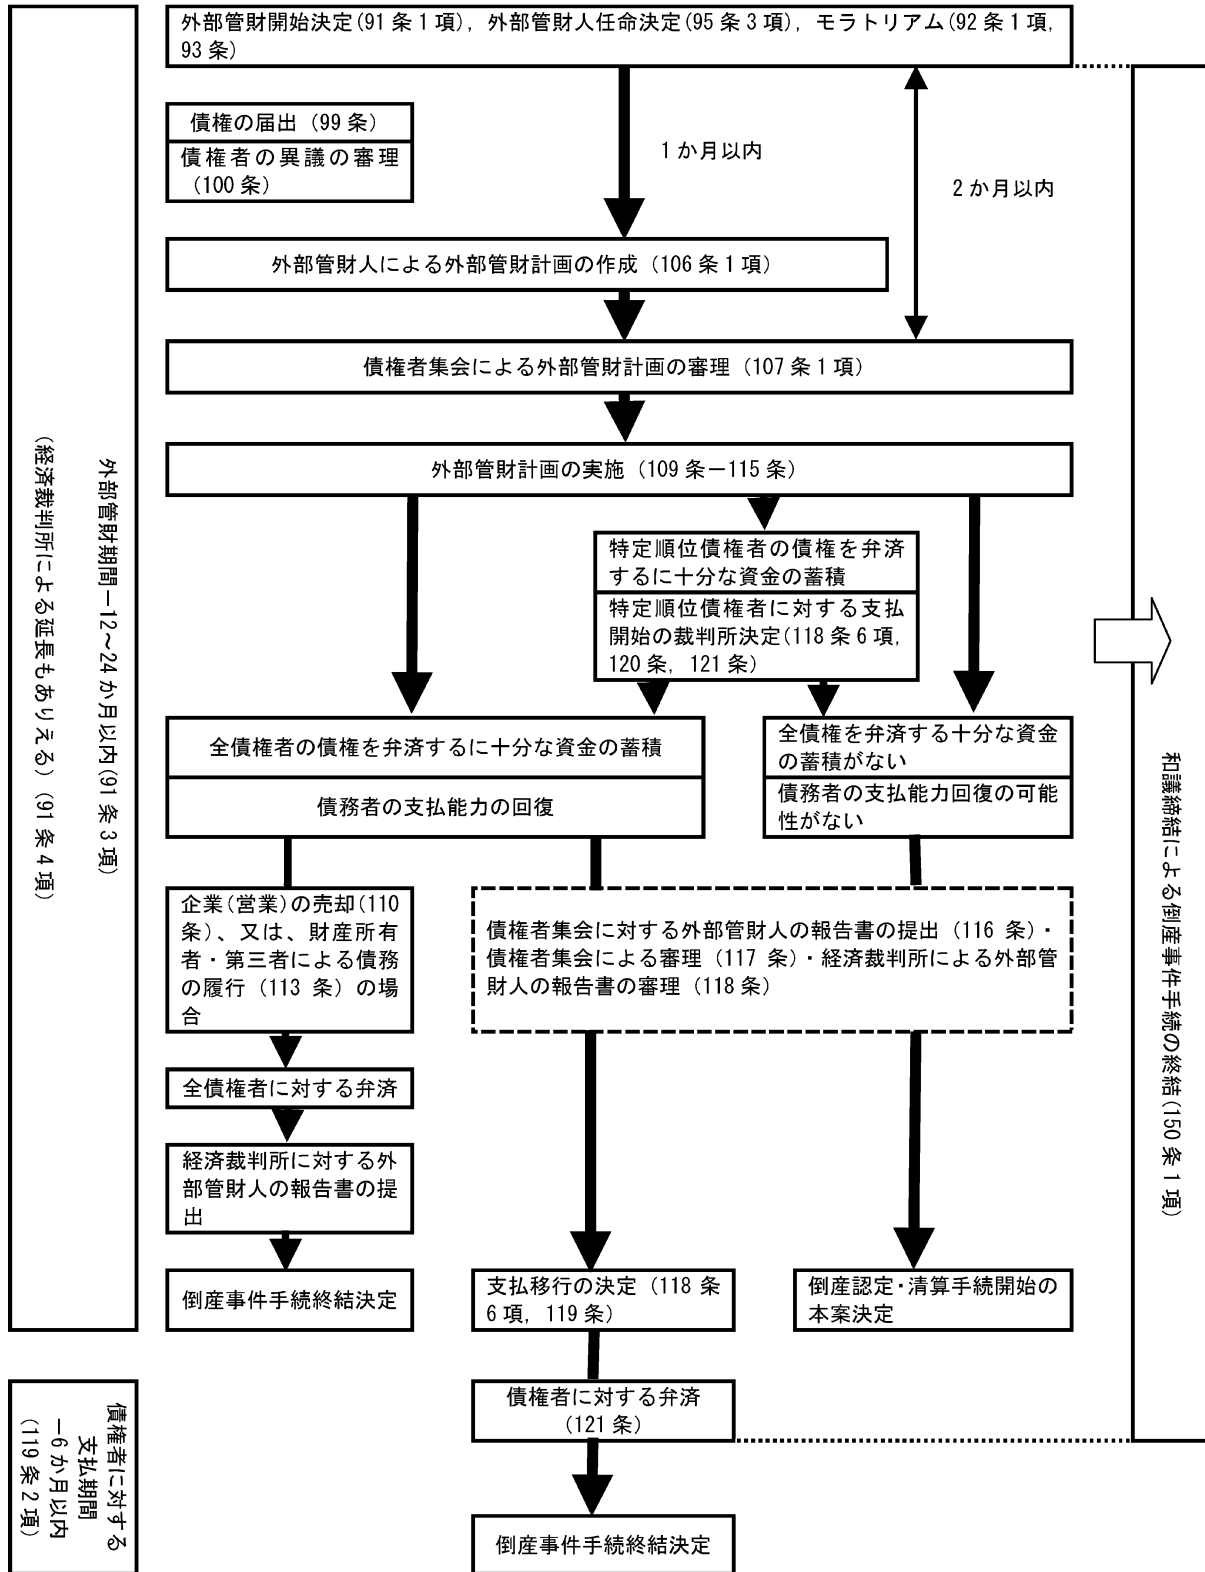 外部管財開始決定(91条1項)，外部管財人任命決定(95条3項)，モラトリアム(92条1項，
93条)
債権の届出（99条）
債権者の異議の審理
（100条）
1か月以内
2か月以内
外部管財人による外部管財計画の作成（106条1項）
債権者集会による外部管財計画の審理（107条1項）
外部管財計画の実施（109条－115条）
特定順位債権者の債権を弁済
するに十分な資金の蓄積
特定順位債権者に対する支払
開始の裁判所決定(118条6項，
120条，121条)
全債権者の債権を弁済するに十分な資金の蓄積
債務者の支払能力の回復
全債権を弁済する十分な資金
の蓄積がない
債務者の支払能力回復の可能
性がない
企業(営業)の売却(110
条)、又は、財産所有
者・第三者による債務
の履行（113条）の場
合
債権者集会に対する外部管財人の報告書の提出（116条）・
債権者集会による審理（117条）・経済裁判所による外部管
財人の報告書の審理（118条）
全債権者に対する弁済
経済裁判所に対する外
部管財人の報告書の提
出
倒産事件手続終結決定
支払移行の決定（118条
6項，119条）
倒産認定・清算手続開始の
本案決定
債権者に対する弁済
（121条）
倒産事件手続終結決定
外部管財期間－12～24か月以内(91条3項)
（経済裁判所による延長もありえる）（91条4項）
債権者に対する
支払期間
－6か月以内
（119条2項）
和議締結による倒産事件手続の終結(150条1項)